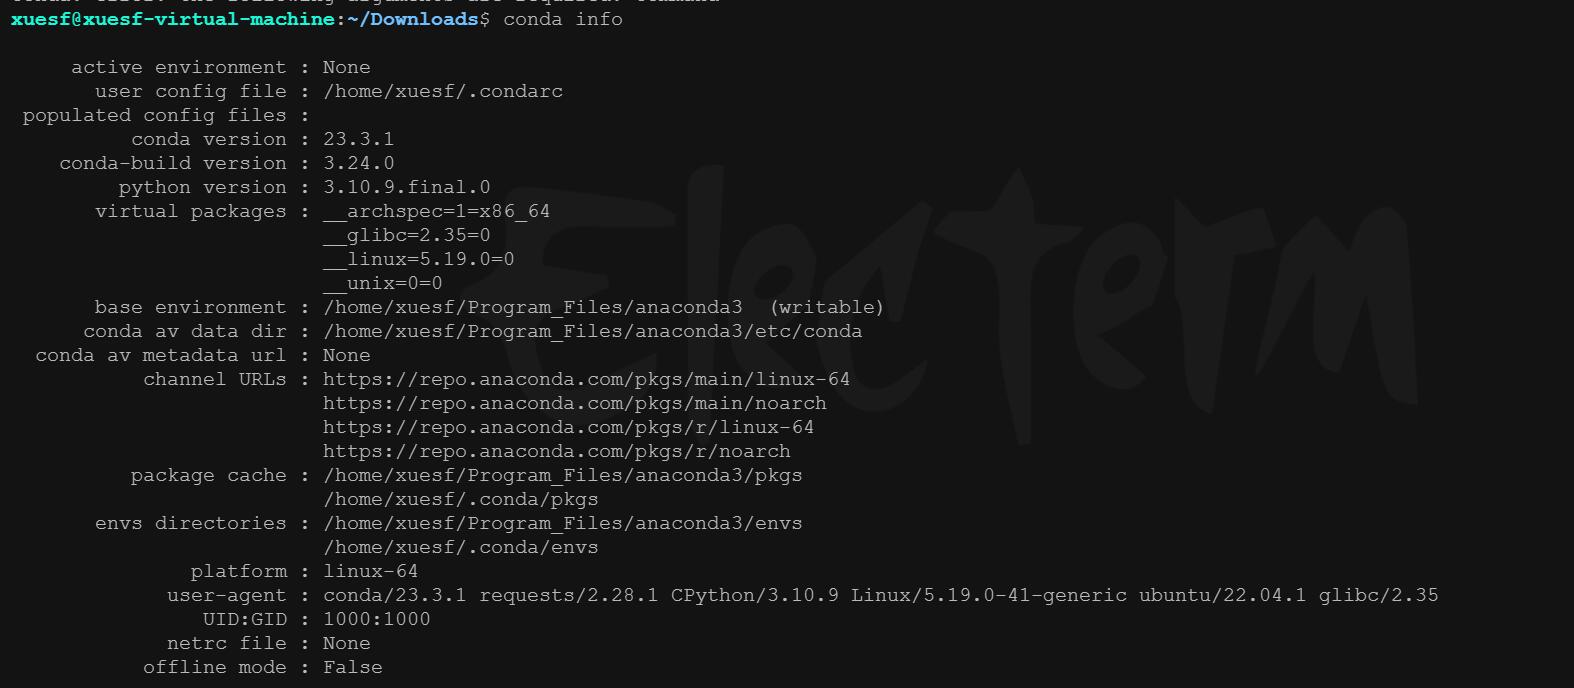 xuesf@xuesf-virtual-machine:~/Downloads$ conda info
active environment : None
user config file : /home/xuesf/.condarc
populated config files :
conda version : 23.3.1
conda-build version : 3.24.0
python version : 3.10.9.final.0
virtual packages : __archspec=1=x86_64
__glibc=2.35=0
__linux=5.19.0=0
__unix=0=0
base environment : /home/xuesf/Program_Files/anaconda3  (writable)
conda av data dir : /home/xuesf/Program_Files/anaconda3/etc/conda
conda av metadata url : None
channel URLs : https://repo.anaconda.com/pkgs/main/linux-64
https://repo.anaconda.com/pkgs/main/noarch
https://repo.anaconda.com/pkgs/r/linux-64
https://repo.anaconda.com/pkgs/r/noarch
package cache : /home/xuesf/Program_Files/anaconda3/pkgs
/home/xuesf/.conda/pkgs
envs directories : /home/xuesf/Program_Files/anaconda3/envs
/home/xuesf/.conda/envs
platform : linux-64
user-agent : conda/23.3.1 requests/2.28.1 CPython/3.10.9 Linux/5.19.0-41-generic ubuntu/22.04.1 glibc/2.35
UID:GID : 1000:1000
netrc file : None
offline mode : False
Electerm